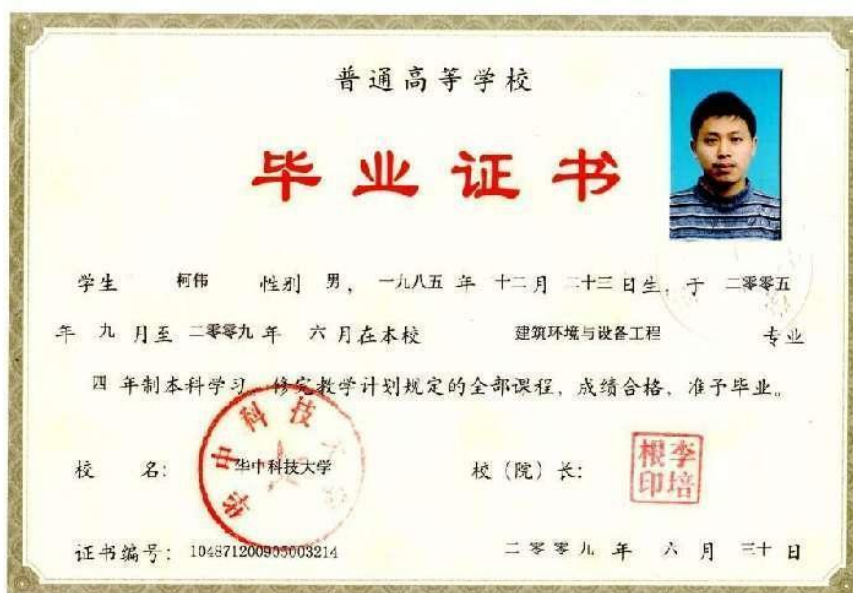 普通高等学校
毕业证书
学生 柯伟 性别 男，一九八五 年 十二月 二十三日生，于 二零零五
年 九 月至 二零零九 年 六 月在本校 建筑环境与设备工程 专业
四 年制本科学习，修完教学计划规定的全部课程，成绩合格，准予毕业。
校 名： 华中科技大学 校（院）长：
华中科技大学
李培根印
证书编号： 104871200905003214 二零零九 年 六 月 三十 日